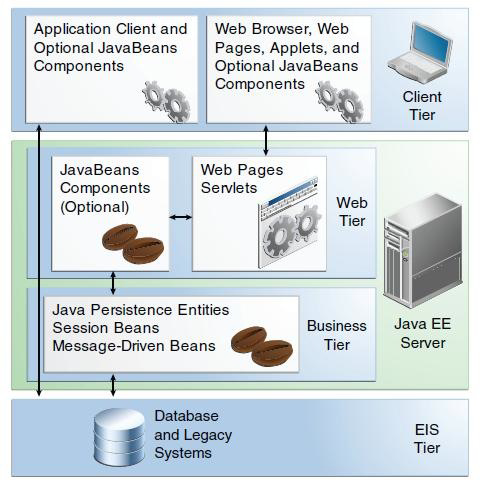 Application Client and
Optional JavaBeans
Components
Web Browser, Web
Pages, Applets, and
Optional JavaBeans
Components
Client
Tier
JavaBeans
Components
(Optional)
Web Pages
Servlets
Web
Tier
Java Persistence Entities
Session Beans
Message-Driven Beans
Business
Tier
Java EE
Server
Database
and Legacy
Systems
EIS
Tier